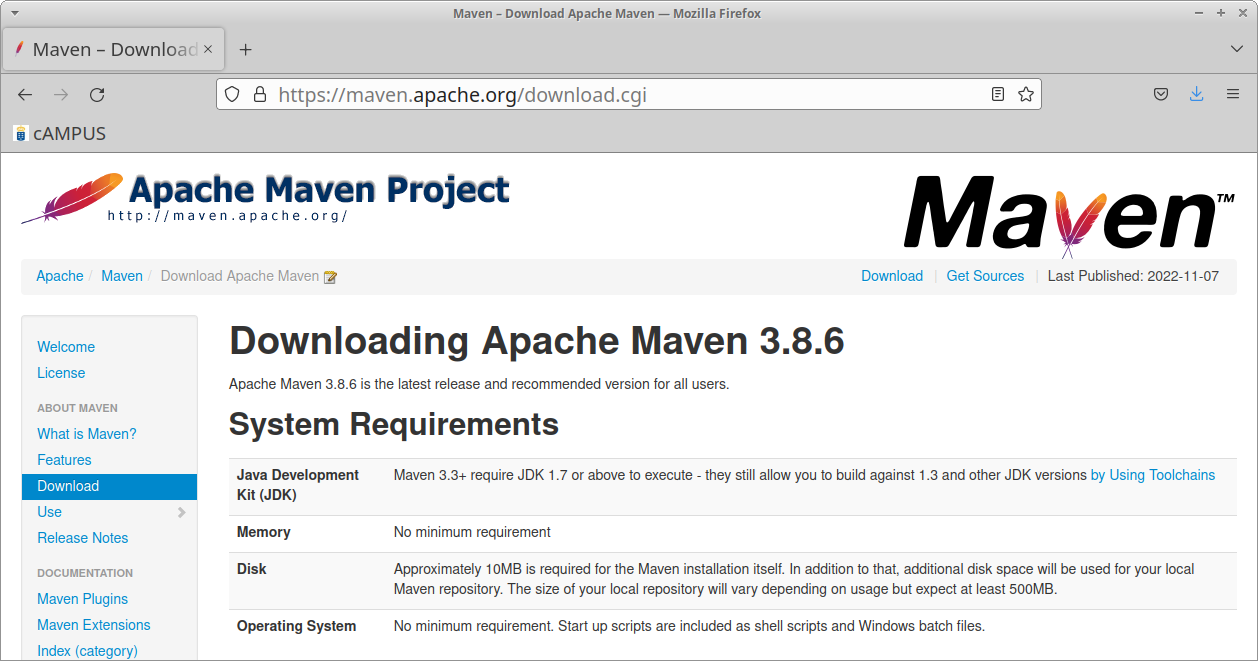 Maven – Download Apache Maven — Mozilla Firefox
Maven – Download
https://maven.apache.org/download.cgi
cAMPUS
Apache Maven Project
http://maven.apache.org/
Maven™
Apache / Maven / Download Apache Maven
Download | Get Sources | Last Published: 2022-11-07
Welcome
License
ABOUT MAVEN
What is Maven?
Features
Download
Use
Release Notes
DOCUMENTATION
Maven Plugins
Maven Extensions
Index (category)
Downloading Apache Maven 3.8.6
Apache Maven 3.8.6 is the latest release and recommended version for all users.
System Requirements
Java Development
Kit (JDK)
Maven 3.3+ require JDK 1.7 or above to execute - they still allow you to build against 1.3 and other JDK versions by Using Toolchains
Memory
No minimum requirement
Disk
Approximately 10MB is required for the Maven installation itself. In addition to that, additional disk space will be used for your local
Maven repository. The size of your local repository will vary depending on usage but expect at least 500MB.
Operating System
No minimum requirement. Start up scripts are included as shell scripts and Windows batch files.